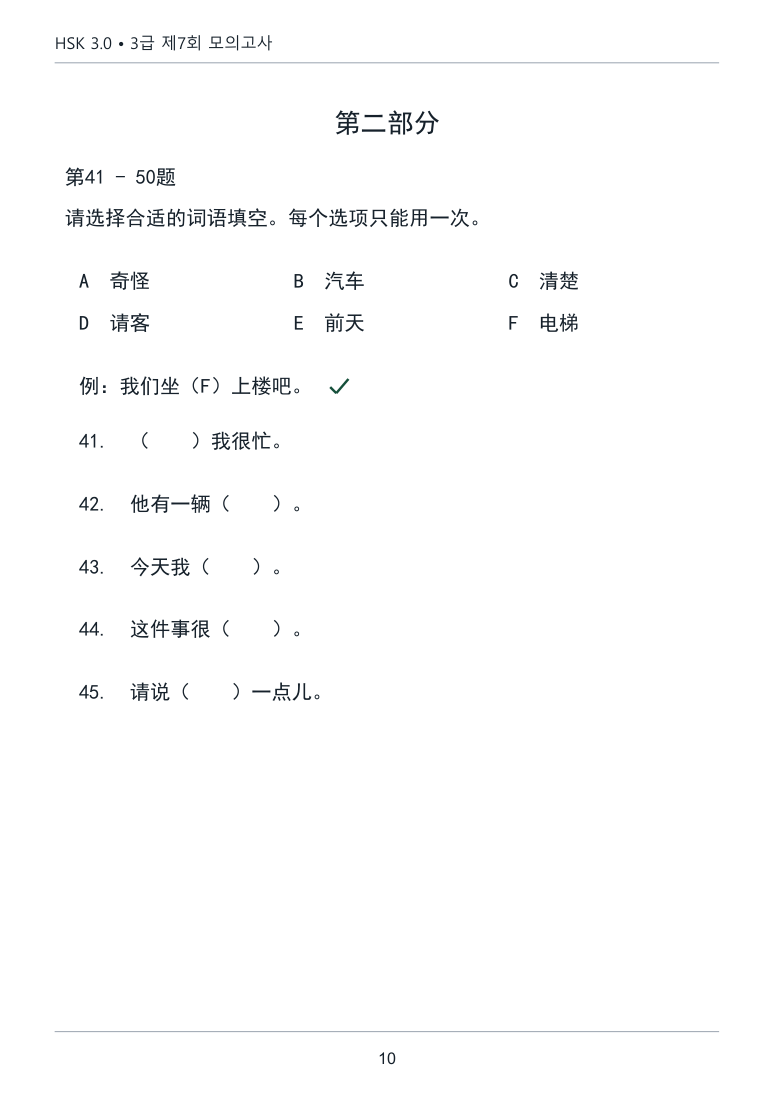 HSK 3.0 • 3급 제7회 모의고사
第二部分
第41 - 50题
请选择合适的词语填空。每个选项只能用一次。
A 奇怪 B 汽车 C 清楚
D 请客 E 前天 F 电梯
例：我们坐（F）上楼吧。 ✓
41. （　　）我很忙。
42. 他有一辆（　　）。
43. 今天我（　　）。
44. 这件事很（　　）。
45. 请说（　　）一点儿。
10